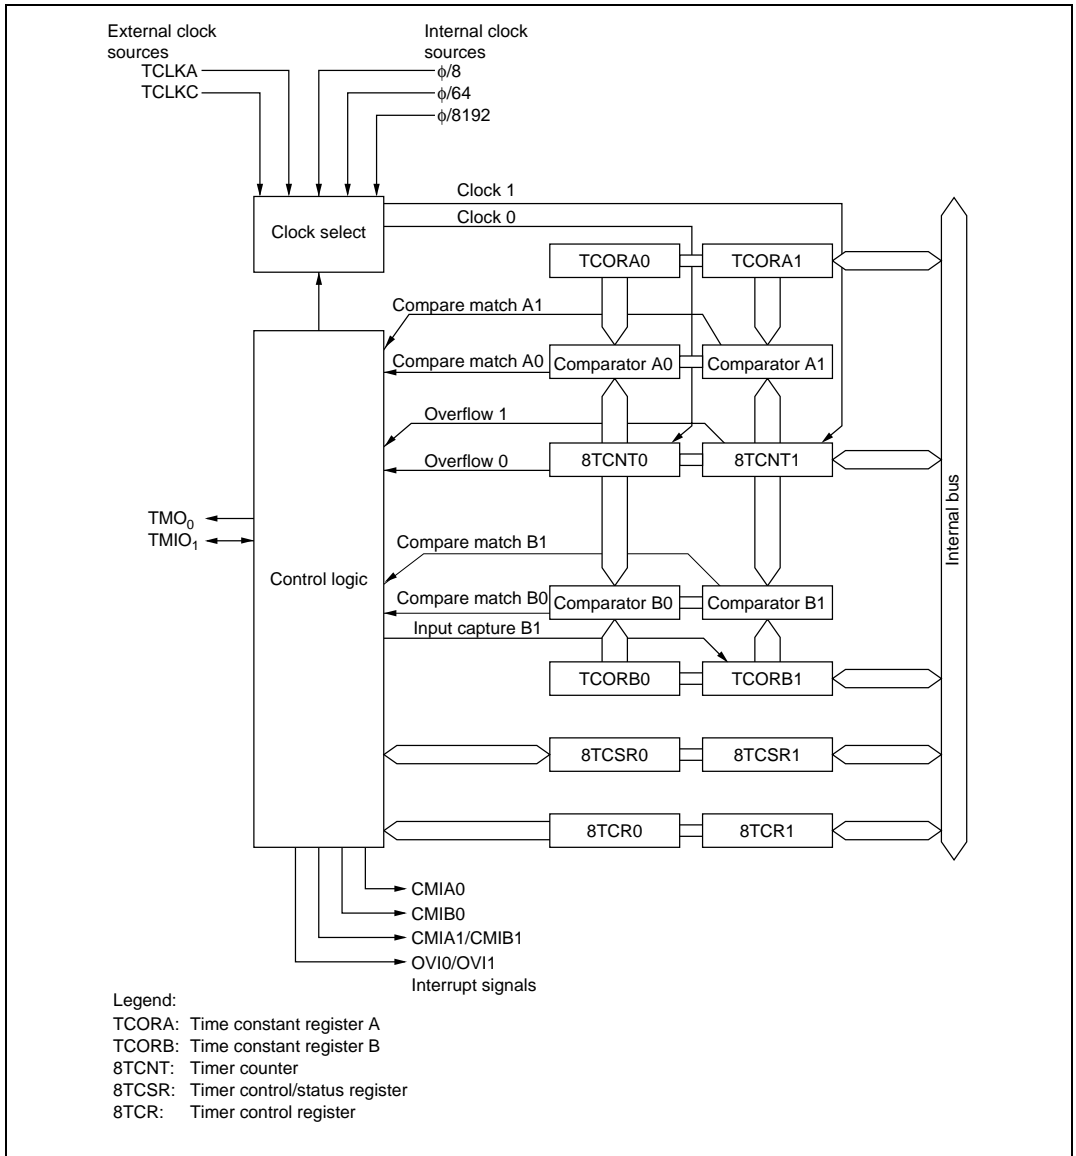 External clock
sources
TCLKA
TCLKC
Internal clock
sources
ϕ/8
ϕ/64
ϕ/8192
Clock 1
Clock 0
Clock select
TCORA0
TCORA1
Compare match A1
Compare match A0
Comparator A0
Comparator A1
Overflow 1
Overflow 0
8TCNT0
8TCNT1
TMO₀
TMIO₁
Control logic
Internal bus
Compare match B1
Compare match B0
Comparator B0
Comparator B1
Input capture B1
TCORB0
TCORB1
8TCSR0
8TCSR1
8TCR0
8TCR1
CMIA0
CMIB0
CMIA1/CMIB1
OVI0/OVI1
Interrupt signals
Legend:
TCORA: Time constant register A
TCORB: Time constant register B
8TCNT: Timer counter
8TCSR: Timer control/status register
8TCR: Timer control register